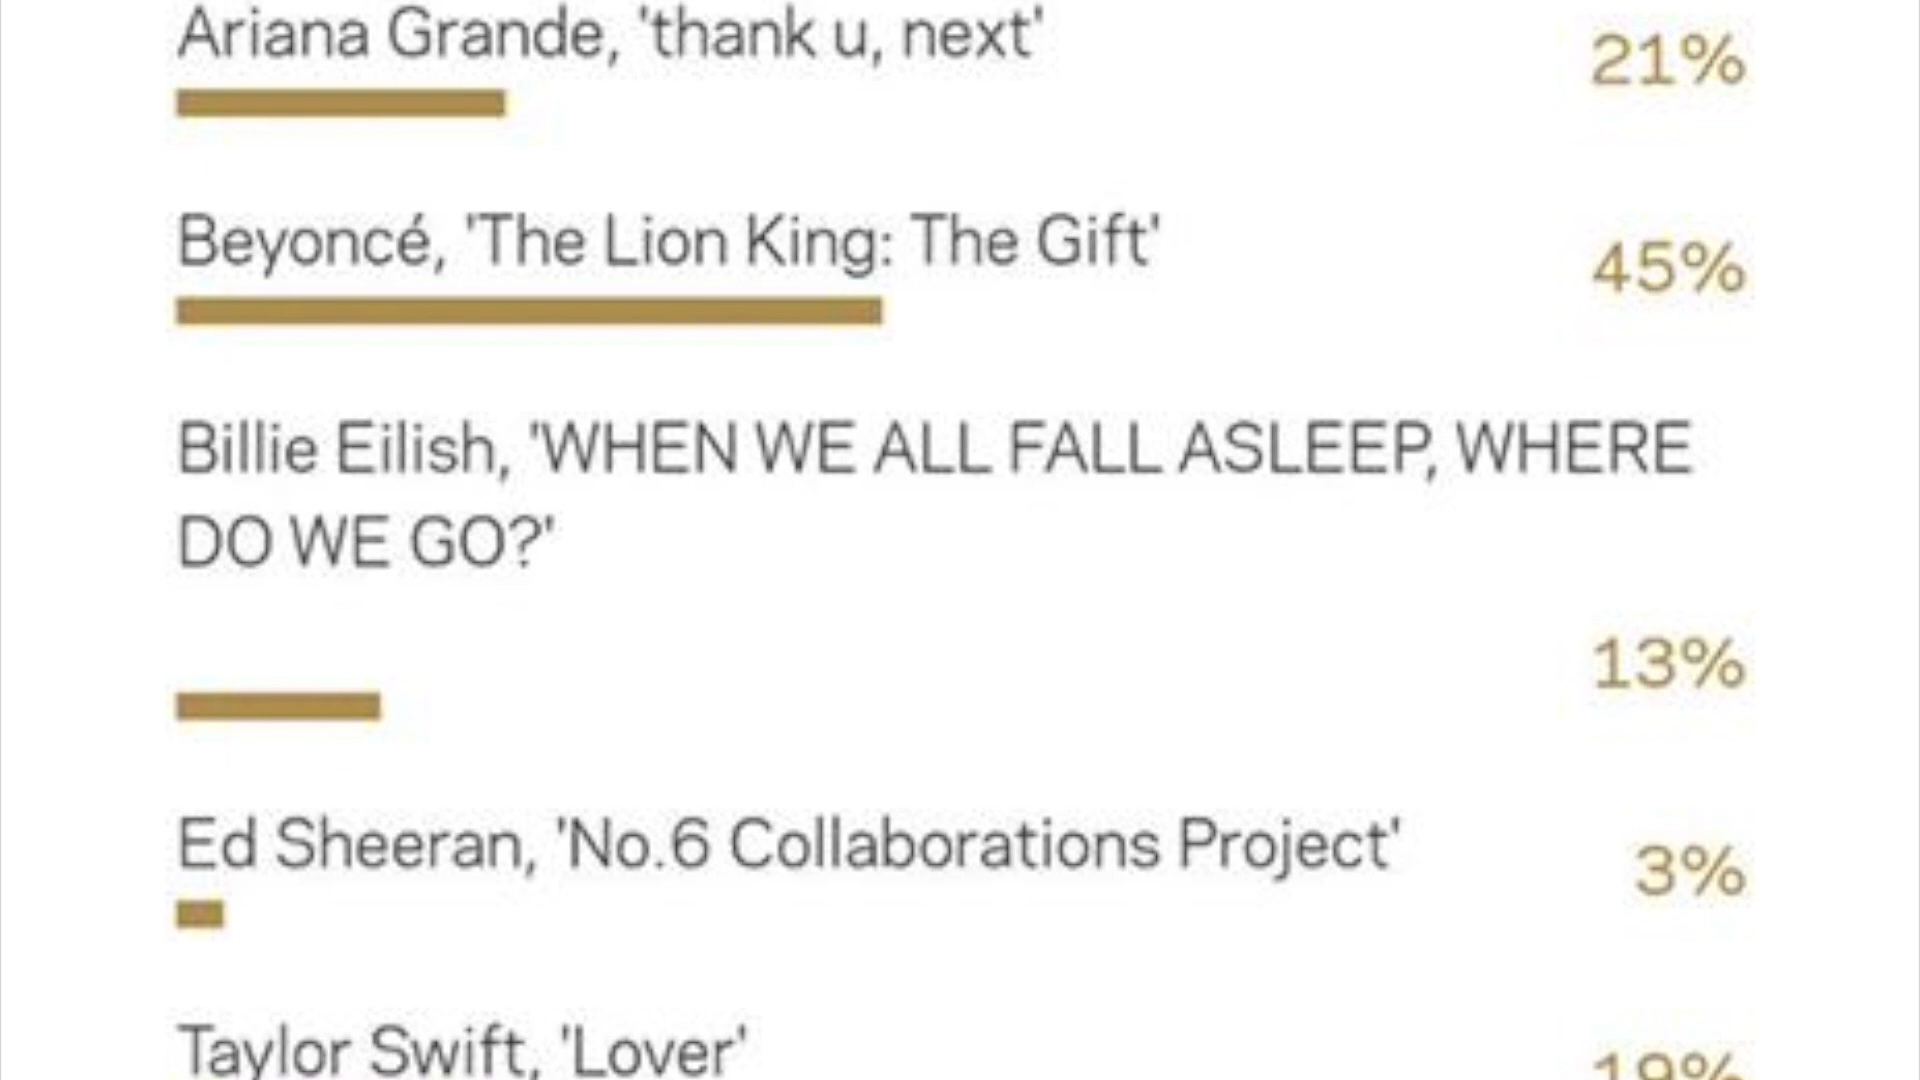 Ariana Grande, 'thank u, next'
21%
Beyoncé, 'The Lion King: The Gift'
45%
Billie Eilish, 'WHEN WE ALL FALL ASLEEP, WHERE
DO WE GO?'
13%
Ed Sheeran, 'No.6 Collaborations Project'
3%
Taylor Swift, 'Lover'
19%